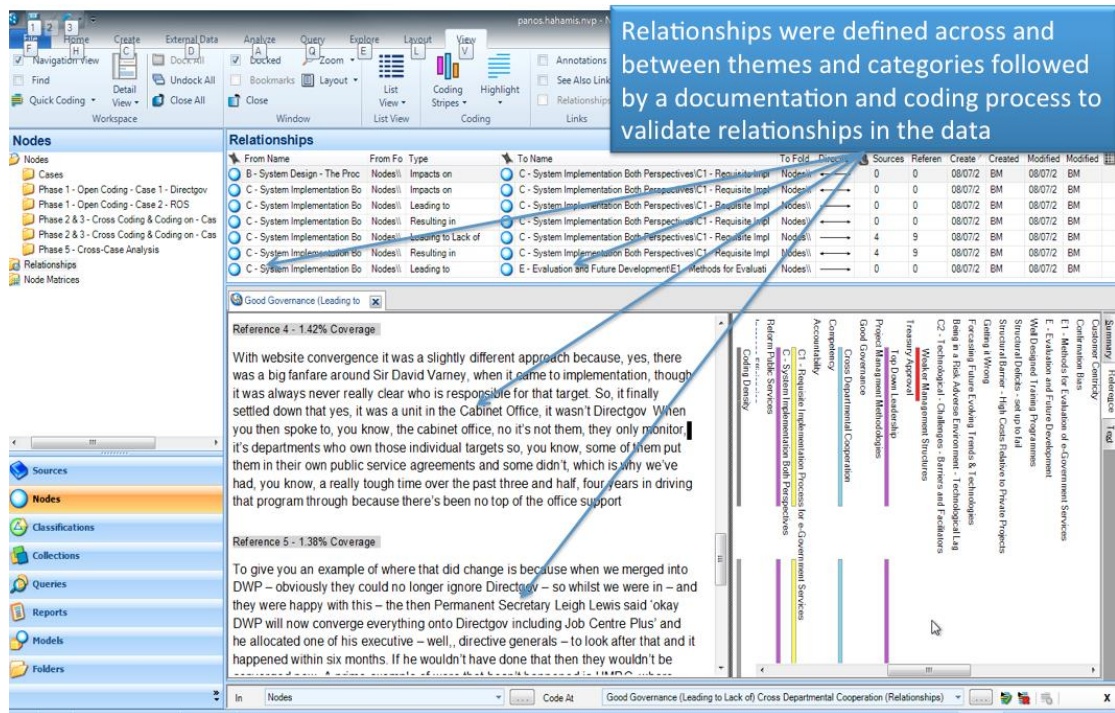 panos.hahamis.nvp - N
1 2 3
File Home Create External Data Analyze Query Explore Layout View
F H C D A Q E L V
Navigation View
Find
Quick Coding
Detail View
Dock All
Undock All
Close All
Workspace
Docked
Zoom
Bookmarks
Layout
Close
Window
List View
List View
Coding Stripes
Highlight
Coding
Annotations
See Also Link
Relationships
Links
Relationships were defined across and
between themes and categories followed
by a documentation and coding process to
validate relationships in the data
Nodes
Nodes
Cases
Phase 1 - Open Coding - Case 1 - Directgov
Phase 1 - Open Coding - Case 2 - ROS
Phase 2 & 3 - Cross Coding & Coding on - Cas
Phase 2 & 3 - Cross Coding & Coding on - Cas
Phase 5 - Cross-Case Analysis
Relationships
Node Matrices
Sources
Nodes
Classifications
Collections
Queries
Reports
Models
Folders
Relationships
From Name From Fo Type To Name To Fold Sources Referen Create Created Modified Modified
B - System Design - The Proc Nodes\\ Impacts on C - System Implementation Both Perspectives\C1 - Requisite Impl Nodes\\ 0 0 08/07/2 BM 08/07/2 BM
C - System Implementation Bo Nodes\\ Impacts on C - System Implementation Both Perspectives\C1 - Requisite Impl Nodes\\ 0 0 08/07/2 BM 08/07/2 BM
C - System Implementation Bo Nodes\\ Leading to C - System Implementation Both Perspectives\C1 - Requisite Impl Nodes\\ 0 0 08/07/2 BM 08/07/2 BM
C - System Implementation Bo Nodes\\ Resulting in C - System Implementation Both Perspectives\C1 - Requisite Impl Nodes\\ 0 0 08/07/2 BM 08/07/2 BM
C - System Implementation Bo Nodes\\ Leading to Lack of C - System Implementation Both Perspectives\C1 - Requisite Impl Nodes\\ 4 9 08/07/2 BM 08/07/2 BM
C - System Implementation Bo Nodes\\ Resulting in C - System Implementation Both Perspectives\C1 - Requisite Impl Nodes\\ 4 9 08/07/2 BM 08/07/2 BM
C - System Implementation Bo Nodes\\ Leading to E - Evaluation and Future Development\E1 - Methods for Evaluati Nodes\\ 0 0 08/07/2 BM 08/07/2 BM
Good Governance (Leading to
Reference 4 - 1.42% Coverage
With website convergence it was a slightly different approach because, yes, there
was a big fanfare around Sir David Varney, when it came to implementation, though
it was always never really clear who is responsible for that target. So, it finally
settled down that yes, it was a unit in the Cabinet Office, it wasn't Directgov When
you then spoke to, you know, the cabinet office, no it's not them, they only monitor,
it's departments who own those individual targets so, you know, some of them put
them in their own public service agreements and some didn't, which is why we've
had, you know, a really tough time over the past three and half, four years in driving
that program through because there's been no top of the office support
Reference 5 - 1.38% Coverage
To give you an example of where that did change is because when we merged into
DWP – obviously they could no longer ignore Directgov – so whilst we were in – and
they were happy with this – the then Permanent Secretary Leigh Lewis said 'okay
DWP will now converge everything onto Directgov including Job Centre Plus' and
he allocated one of his executive – well,, directive generals – to look after that and it
happened within six months. If he wouldn't have done that then they wouldn't be
Summary
Reference
Text
Customer Centricity
Confirmation Bias
E1 - Methods for Evaluation of e-Government Services
E - Evaluation and Future Development
Well Designed Training Programmes
Structural Deficits - set up to fail
Structural Barrier - High Costs Relative to Private Projects
Getting it Wrong
Forcasting Future Evolving Trends & Technologies
Being in a Risk Adverse Environment - Technological Lag
C2 - Technological - Challenges - Barriers and Facilitators
Weaker Management Structures
Treasury Approval
Top Down Leadership
Project Managment Methodologies
Good Governance
Cross Departmental Cooperation
Competency
Accountability
C1 - Requisite Implementation Process for e-Government Services
C - System Implementation Both Perspectives
Reform Public Services
Coding Density
In Nodes Code At Good Governance (Leading to Lack of) Cross Departmental Cooperation (Relationships) X